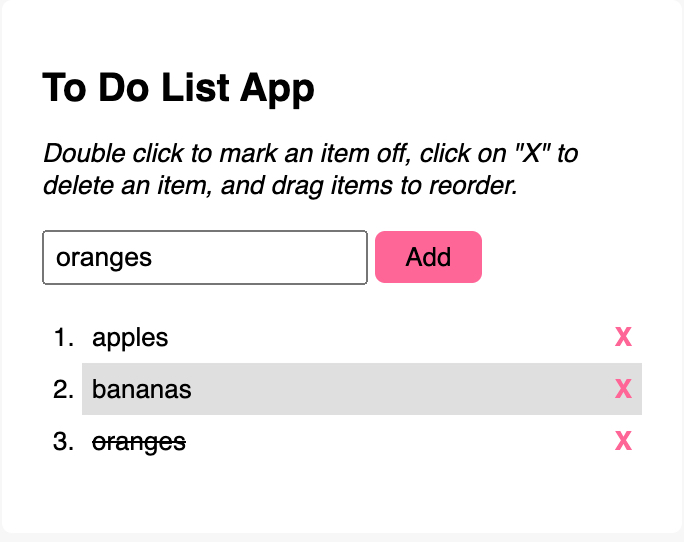 To Do List App
Double click to mark an item off, click on "X" to
delete an item, and drag items to reorder.
oranges Add
1. apples X
2. bananas X
3. oranges X